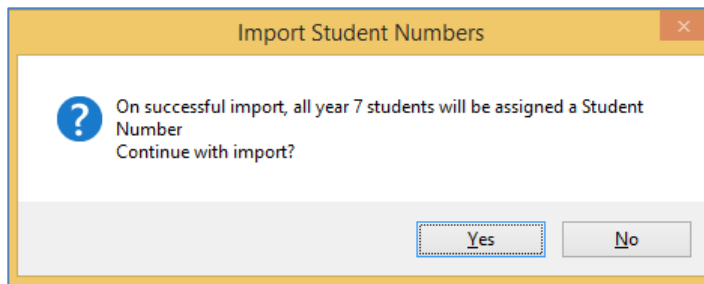 Import Student Numbers
On successful import, all year 7 students will be assigned a Student
Number
Continue with import?
Yes
No